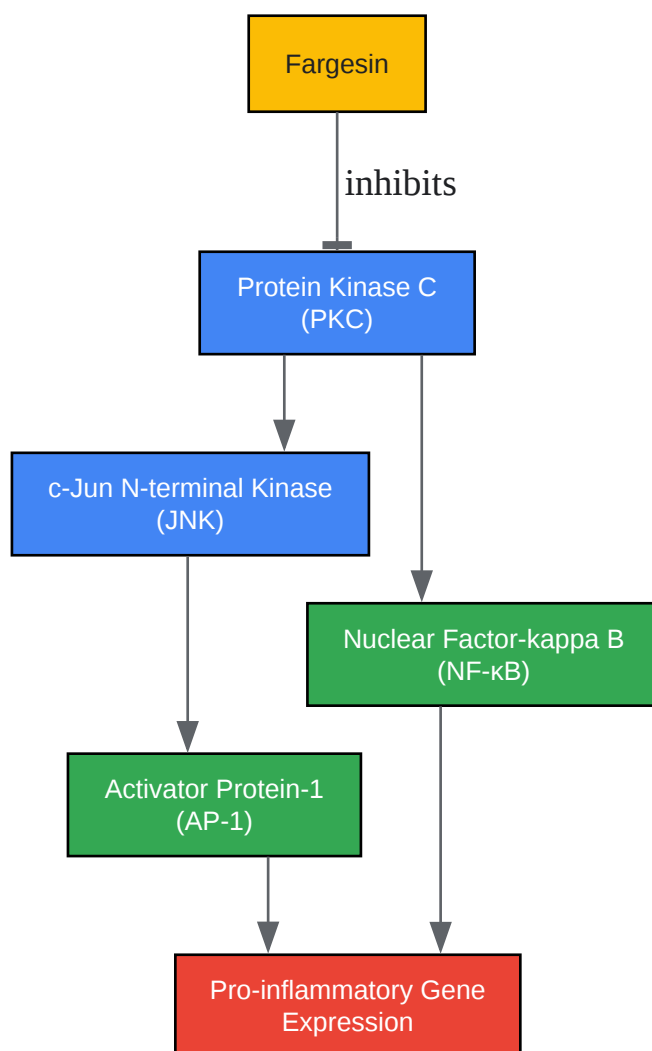 Fargesin
inhibits
Protein Kinase C
(PKC)
c-Jun N-terminal Kinase
(JNK)
Nuclear Factor-kappa B
(NF-κB)
Activator Protein-1
(AP-1)
Pro-inflammatory Gene
Expression